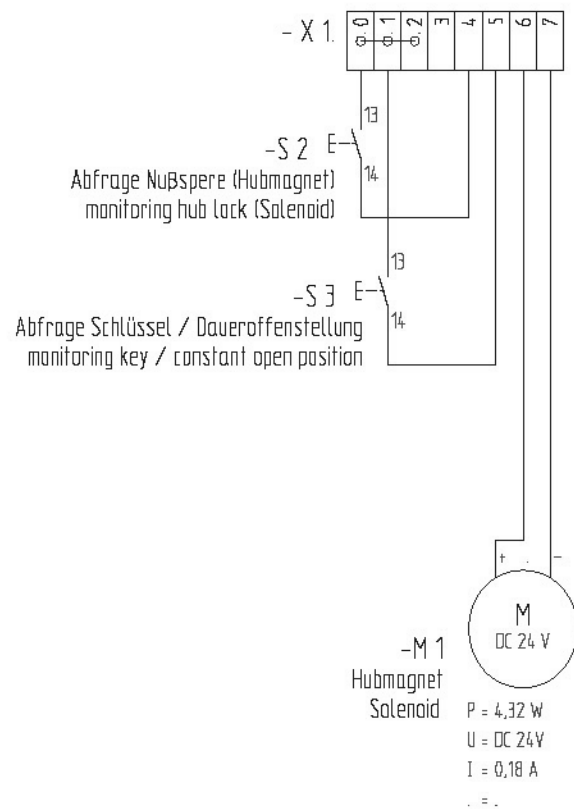 -X1. .0 .1 .2 3 4 5 6 7
13
-S 2 E
14
Abfrage Nußspere (Hubmagnet)
monitoring hub lock (Solenoid)
13
-S 3 E
14
Abfrage Schlüssel / Daueroffenstellung
monitoring key / constant open position
+ . -
M
DC 24 V
-M 1
Hubmagnet
Solenoid
P = 4,32 W
U = DC 24V
I = 0,18 A
. = .